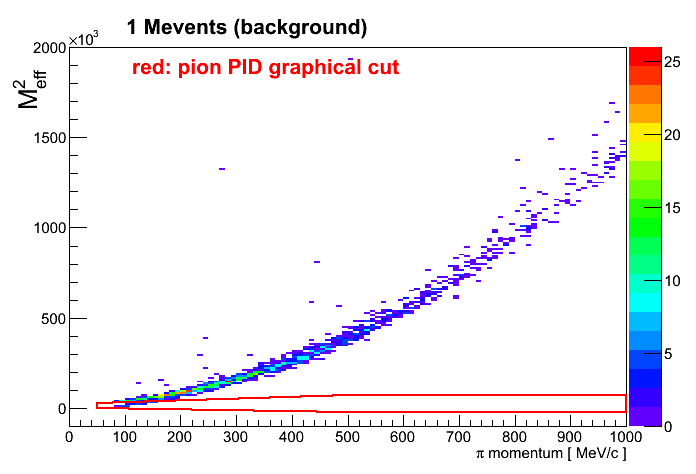 1 Mevents (background)
×10³
red: pion PID graphical cut
M²eff
2000
1500
1000
500
0
0 100 200 300 400 500 600 700 800 900 1000
π momentum [ MeV/c ]
25
20
15
10
5
0